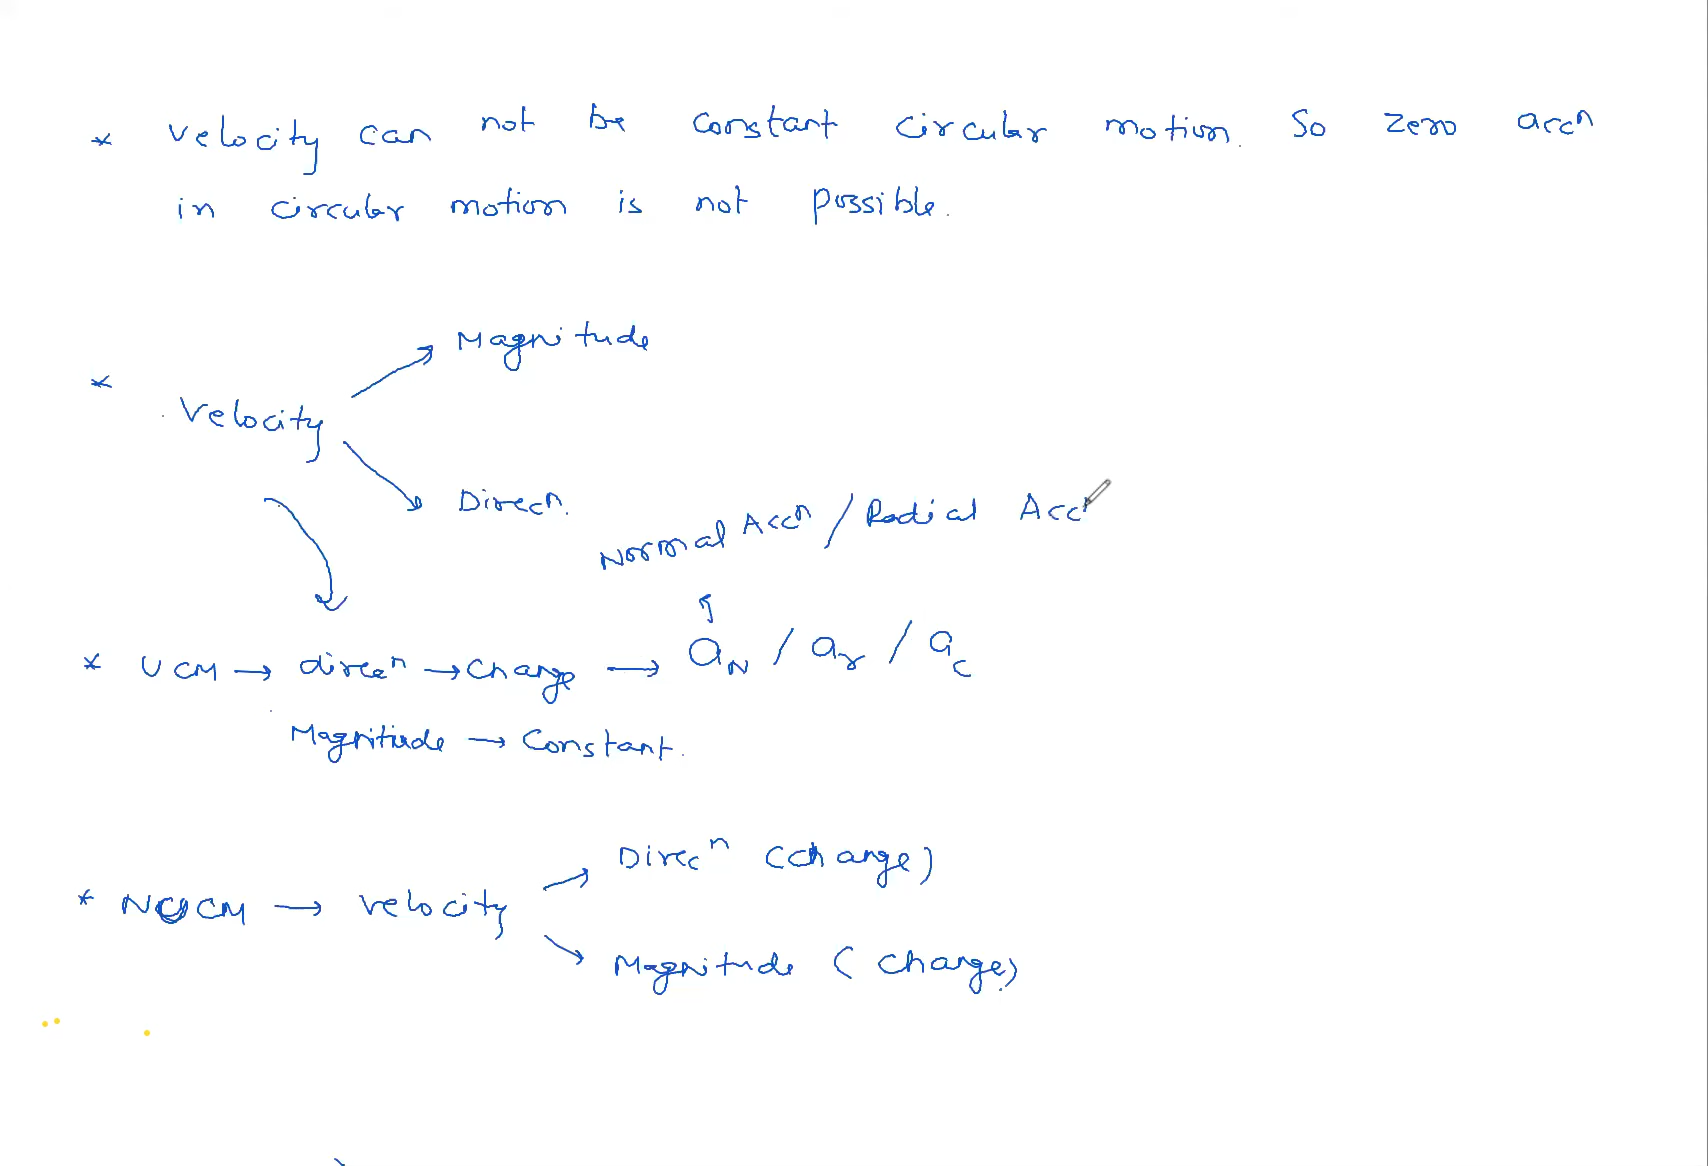 * Velocity can not be constant circular motion. So zero accn
in circular motion is not possible.
Magnitude
* Velocity
Direcn.
Normal Accn / Radial Acc
* UCM → direcn → change → aN / ar / ac
Magnitude → Constant.
Direcn (change)
* NUCM → velocity
Magnitude (change)